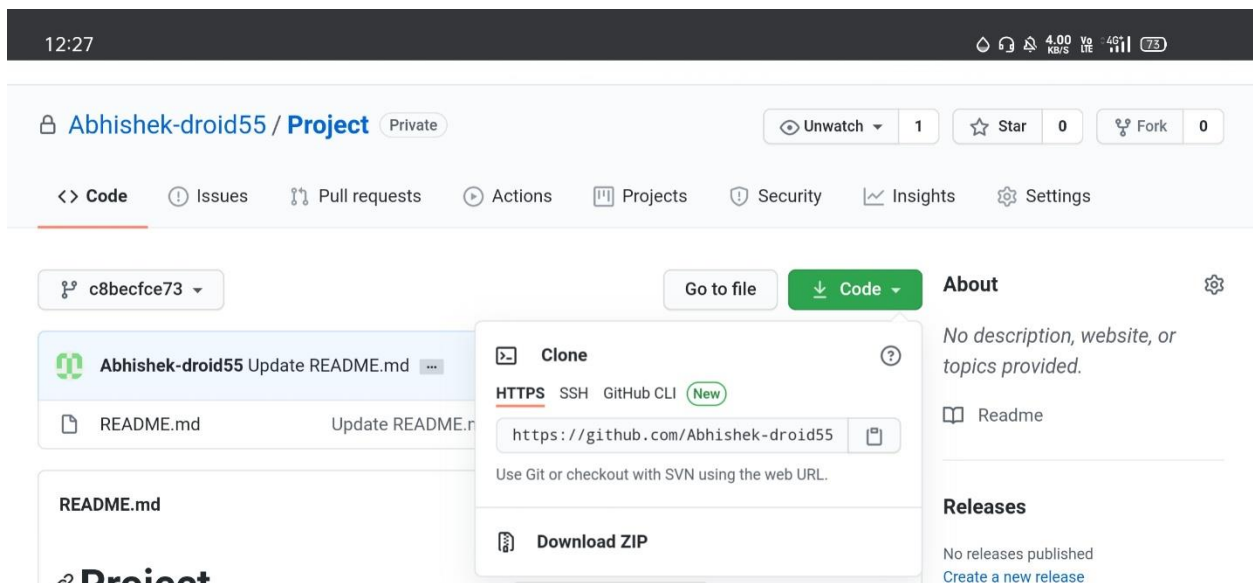 12:27
4.00 KB/S Vo LTE 4G+ 73
Abhishek-droid55 / Project Private
Unwatch 1 Star 0 Fork 0
<> Code Issues Pull requests Actions Projects Security Insights Settings
c8becfce73
Go to file Code
About
No description, website, or
topics provided.
Readme
Abhishek-droid55 Update README.md ...
README.md Update README.
Clone
HTTPS SSH GitHub CLI New
https://github.com/Abhishek-droid55
Use Git or checkout with SVN using the web URL.
Download ZIP
README.md
Project
Releases
No releases published
Create a new release